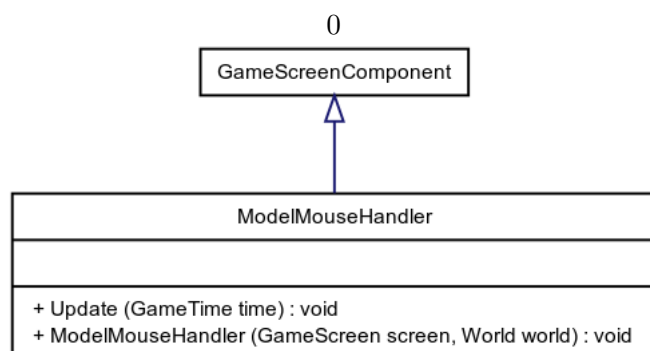 0
GameScreenComponent
ModelMouseHandler
+ Update (GameTime time) : void
+ ModelMouseHandler (GameScreen screen, World world) : void